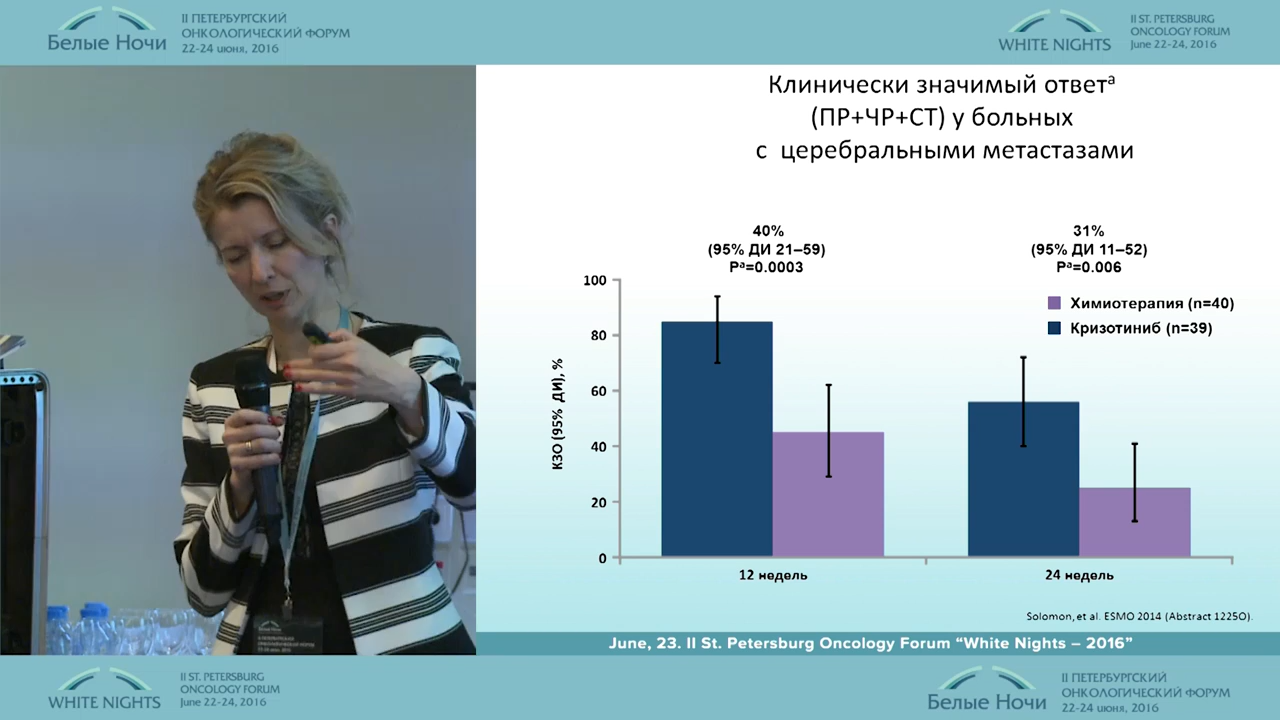 Белые Ночи
II ПЕТЕРБУРГСКИЙ
ОНКОЛОГИЧЕСКИЙ ФОРУМ
22-24 июня, 2016
WHITE NIGHTS
II ST. PETERSBURG
ONCOLOGY FORUM
June 22-24, 2016
Клинически значимый ответᵃ
(ПР+ЧР+СТ) у больных
с церебральными метастазами
40%
(95% ДИ 21–59)
Pᵃ=0.0003
31%
(95% ДИ 11–52)
Pᵃ=0.006
Химиотерапия (n=40)
Кризотиниб (n=39)
КЗО (95% ДИ), %
100
80
60
40
20
0
12 недель
24 недель
Solomon, et al. ESMO 2014 (Abstract 1225O).
June, 23. II St. Petersburg Oncology Forum “White Nights – 2016”
WHITE NIGHTS
II ST. PETERSBURG
ONCOLOGY FORUM
June 22-24, 2016
Белые Ночи
II ПЕТЕРБУРГСКИЙ
ОНКОЛОГИЧЕСКИЙ ФОРУМ
22-24 июня, 2016